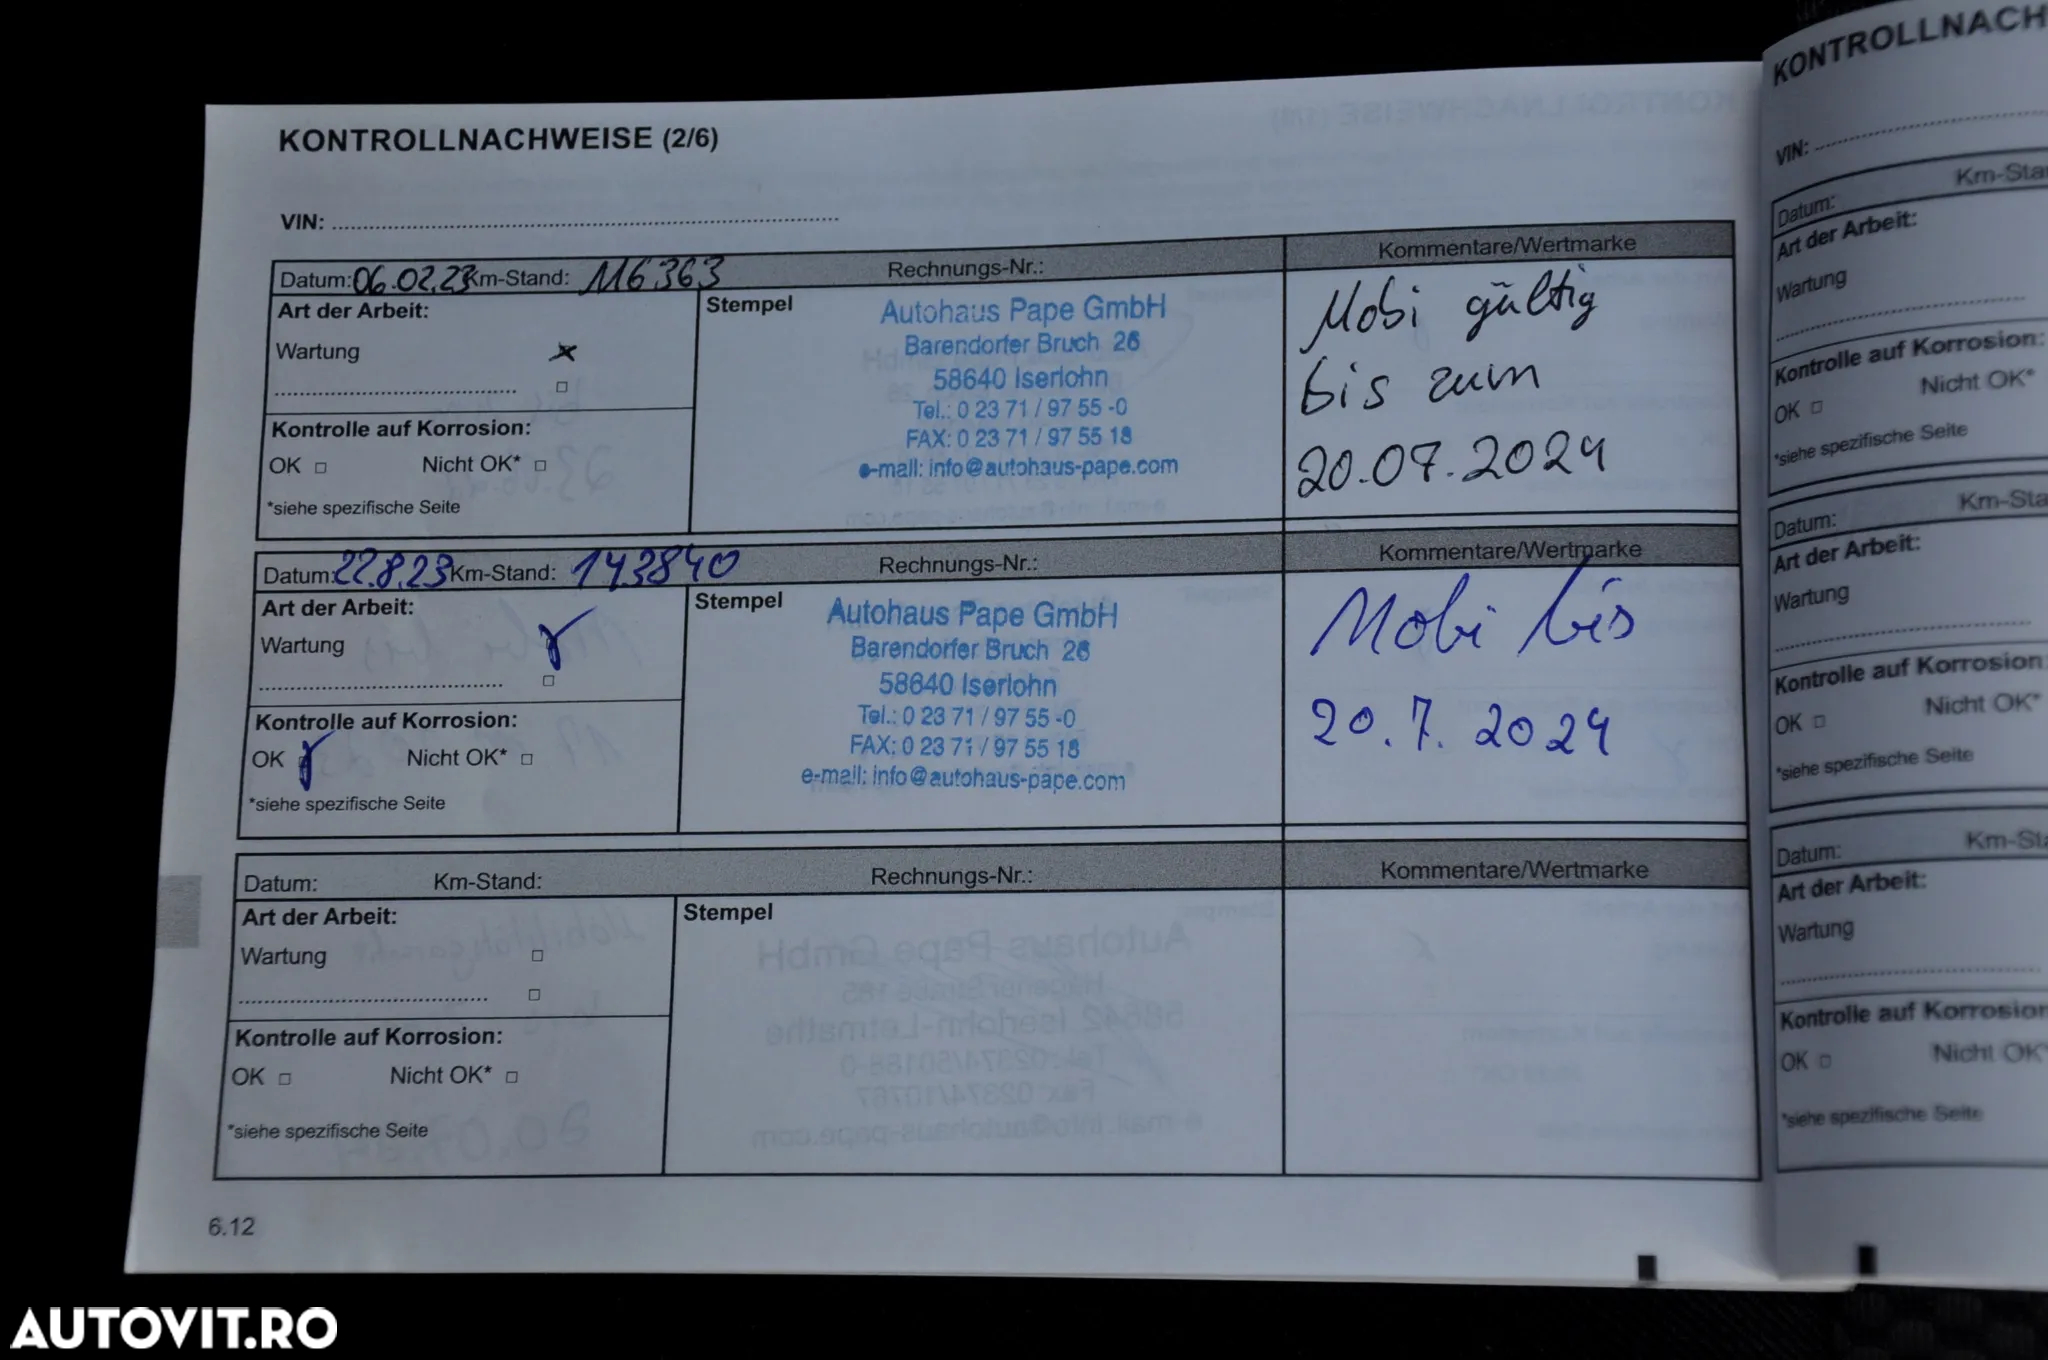 KONTROLLNACHWEISE (2/6)
VIN:
Datum: 06.02.23 Km-Stand: 116363 Rechnungs-Nr.: Kommentare/Wertmarke
Art der Arbeit:
Wartung
Kontrolle auf Korrosion:
OK Nicht OK*
*siehe spezifische Seite
Stempel
Autohaus Pape GmbH
Barendorfer Bruch 26
58640 Iserlohn
Tel.: 0 23 71 / 97 55 -0
FAX: 0 23 71 / 97 55 18
e-mail: info@autohaus-pape.com
Mobi gültig
bis zum
20.07.2024
Datum: 22.8.23 Km-Stand: 143840 Rechnungs-Nr.: Kommentare/Wertmarke
Art der Arbeit:
Wartung
Kontrolle auf Korrosion:
OK Nicht OK*
*siehe spezifische Seite
Stempel
Autohaus Pape GmbH
Barendorfer Bruch 26
58640 Iserlohn
Tel.: 0 23 71 / 97 55 -0
FAX: 0 23 71 / 97 55 18
e-mail: info@autohaus-pape.com
Mobi bis
20.7.2024
Datum: Km-Stand: Rechnungs-Nr.: Kommentare/Wertmarke
Art der Arbeit:
Wartung
Kontrolle auf Korrosion:
OK Nicht OK*
*siehe spezifische Seite
Stempel
6.12
KONTROLLNACH
VIN:
Datum: Km-Sta
Art der Arbeit:
Wartung
Kontrolle auf Korrosion:
OK Nicht OK*
*siehe spezifische Seite
Datum: Km-Sta
Art der Arbeit:
Wartung
Kontrolle auf Korrosion:
OK Nicht OK*
*siehe spezifische Seite
Datum: Km-Sta
Art der Arbeit:
Wartung
Kontrolle auf Korrosion
OK Nicht OK*
*siehe spezifische Seite
AUTOVIT.RO